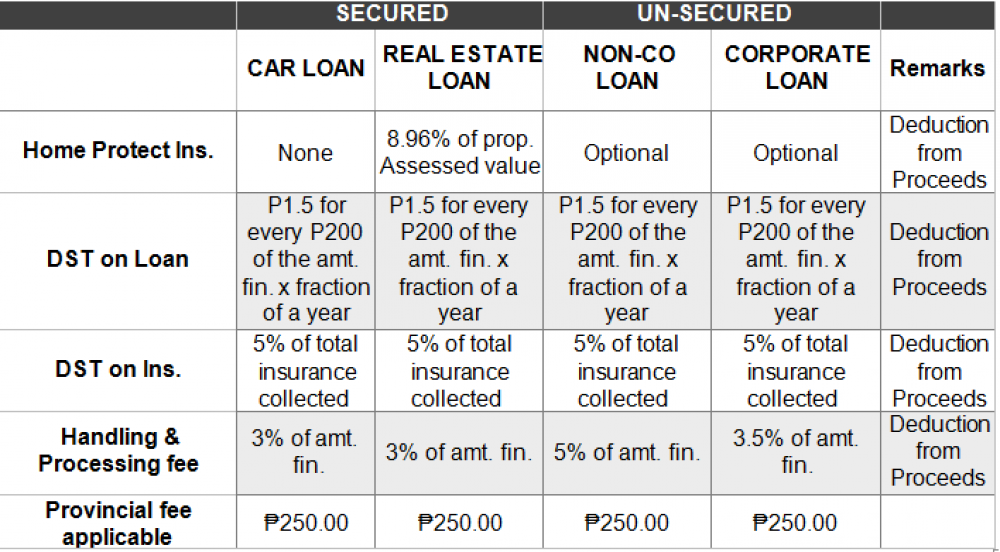 SECURED UN-SECURED
CAR LOAN
REAL ESTATE
LOAN
NON-CO
LOAN
CORPORATE
LOAN
Remarks
Home Protect Ins.
None
8.96% of prop.
Assessed value
Optional
Optional
Deduction
from
Proceeds
DST on Loan
P1.5 for
every P200
of the amt.
fin. x fraction
of a year
P1.5 for every
P200 of the
amt. fin. x
fraction of a
year
P1.5 for every
P200 of the
amt. fin. x
fraction of a
year
P1.5 for every
P200 of the
amt. fin. x
fraction of a
year
Deduction
from
Proceeds
DST on Ins.
5% of total
insurance
collected
5% of total
insurance
collected
5% of total
insurance
collected
5% of total
insurance
collected
Deduction
from
Proceeds
Handling &
Processing fee
3% of amt.
fin.
3% of amt. fin.
5% of amt. fin.
3.5% of amt.
fin.
Deduction
from
Proceeds
Provincial fee
applicable
₱250.00
₱250.00
₱250.00
₱250.00